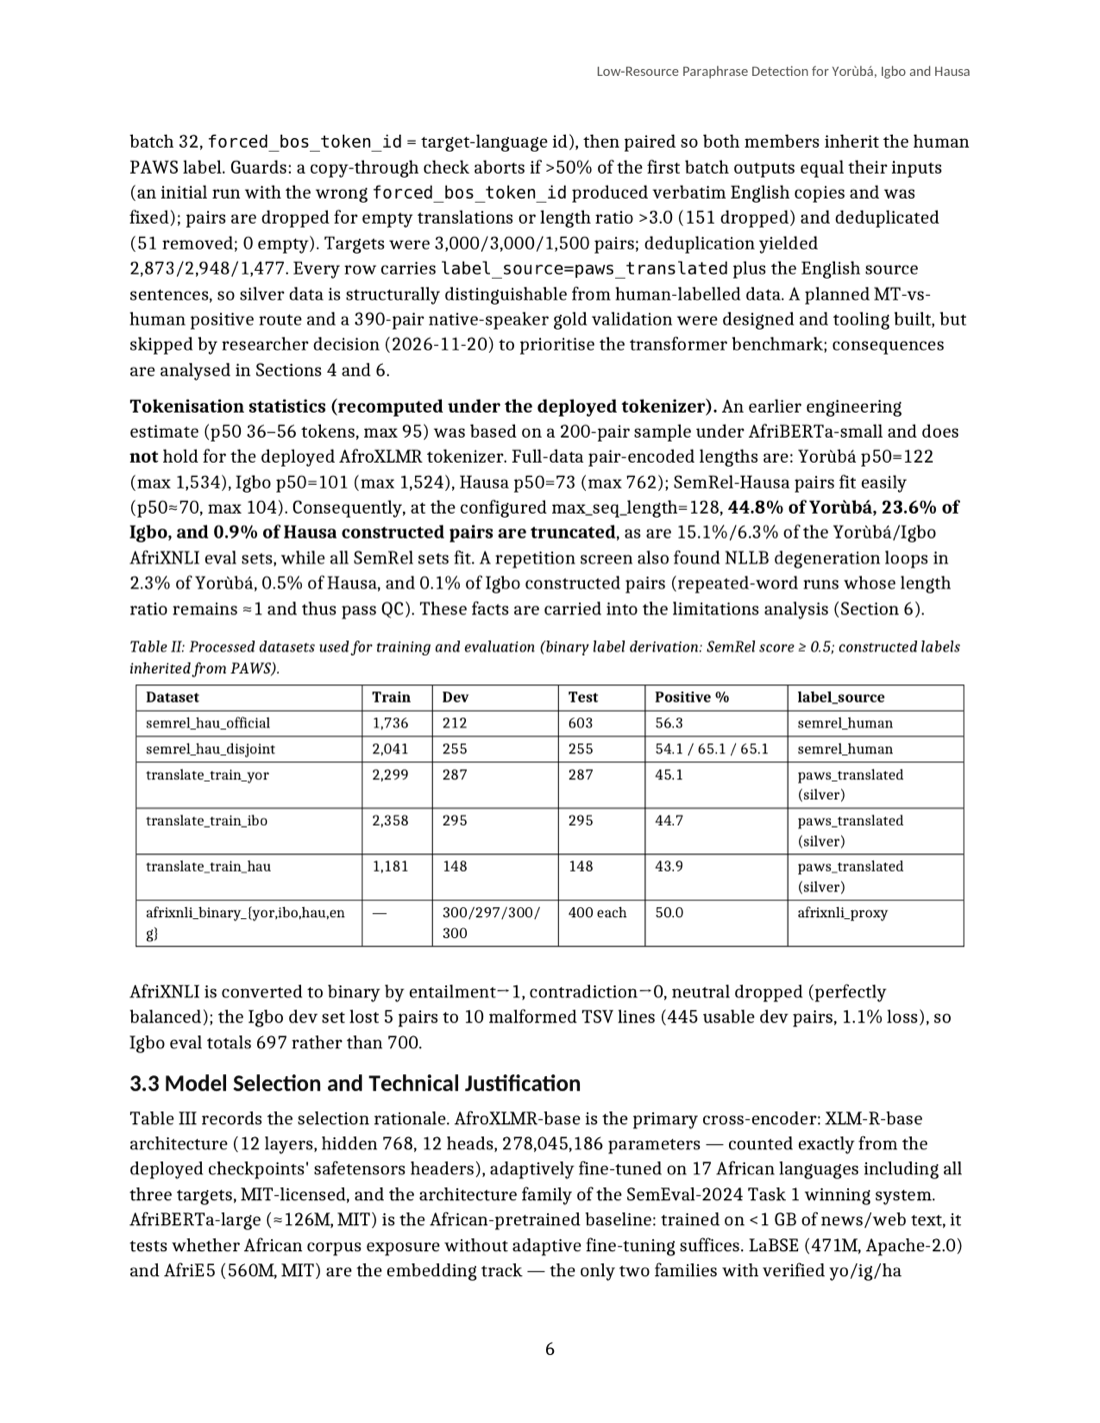 Low-Resource Paraphrase Detection for Yorùbá, Igbo and Hausa
batch 32, forced_bos_token_id = target-language id), then paired so both members inherit the human
PAWS label. Guards: a copy-through check aborts if >50% of the first batch outputs equal their inputs
(an initial run with the wrong forced_bos_token_id produced verbatim English copies and was
fixed); pairs are dropped for empty translations or length ratio >3.0 (151 dropped) and deduplicated
(51 removed; 0 empty). Targets were 3,000/3,000/1,500 pairs; deduplication yielded
2,873/2,948/1,477. Every row carries label_source=paws_translated plus the English source
sentences, so silver data is structurally distinguishable from human-labelled data. A planned MT-vs-
human positive route and a 390-pair native-speaker gold validation were designed and tooling built, but
skipped by researcher decision (2026-11-20) to prioritise the transformer benchmark; consequences
are analysed in Sections 4 and 6.
Tokenisation statistics (recomputed under the deployed tokenizer). An earlier engineering
estimate (p50 36–56 tokens, max 95) was based on a 200-pair sample under AfriBERTa-small and does
not hold for the deployed AfroXLMR tokenizer. Full-data pair-encoded lengths are: Yorùbá p50=122
(max 1,534), Igbo p50=101 (max 1,524), Hausa p50=73 (max 762); SemRel-Hausa pairs fit easily
(p50≈70, max 104). Consequently, at the configured max_seq_length=128, 44.8% of Yorùbá, 23.6% of
Igbo, and 0.9% of Hausa constructed pairs are truncated, as are 15.1%/6.3% of the Yorùbá/Igbo
AfriXNLI eval sets, while all SemRel sets fit. A repetition screen also found NLLB degeneration loops in
2.3% of Yorùbá, 0.5% of Hausa, and 0.1% of Igbo constructed pairs (repeated-word runs whose length
ratio remains ≈1 and thus pass QC). These facts are carried into the limitations analysis (Section 6).
Table II: Processed datasets used for training and evaluation (binary label derivation: SemRel score ≥ 0.5; constructed labels
inherited from PAWS).
Dataset Train Dev Test Positive % label_source
semrel_hau_official 1,736 212 603 56.3 semrel_human
semrel_hau_disjoint 2,041 255 255 54.1 / 65.1 / 65.1 semrel_human
translate_train_yor 2,299 287 287 45.1 paws_translated
(silver)
translate_train_ibo 2,358 295 295 44.7 paws_translated
(silver)
translate_train_hau 1,181 148 148 43.9 paws_translated
(silver)
afrixnli_binary_{yor,ibo,hau,en — 300/297/300/ 400 each 50.0 afrixnli_proxy
g} 300
AfriXNLI is converted to binary by entailment→1, contradiction→0, neutral dropped (perfectly
balanced); the Igbo dev set lost 5 pairs to 10 malformed TSV lines (445 usable dev pairs, 1.1% loss), so
Igbo eval totals 697 rather than 700.
3.3 Model Selection and Technical Justification
Table III records the selection rationale. AfroXLMR-base is the primary cross-encoder: XLM-R-base
architecture (12 layers, hidden 768, 12 heads, 278,045,186 parameters — counted exactly from the
deployed checkpoints' safetensors headers), adaptively fine-tuned on 17 African languages including all
three targets, MIT-licensed, and the architecture family of the SemEval-2024 Task 1 winning system.
AfriBERTa-large (≈126M, MIT) is the African-pretrained baseline: trained on <1 GB of news/web text, it
tests whether African corpus exposure without adaptive fine-tuning suffices. LaBSE (471M, Apache-2.0)
and AfriE5 (560M, MIT) are the embedding track — the only two families with verified yo/ig/ha
6